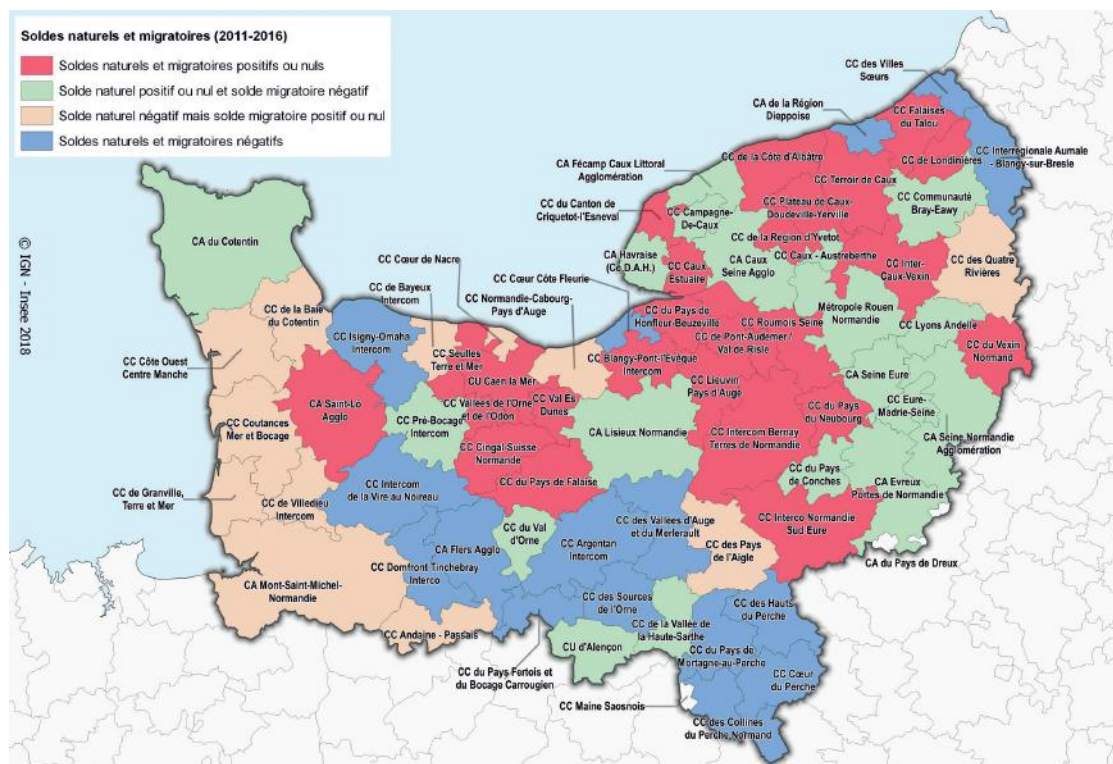 Soldes naturels et migratoires (2011-2016)
Soldes naturels et migratoires positifs ou nuls
Solde naturel positif ou nul et solde migratoire négatif
Solde naturel négatif mais solde migratoire positif ou nul
Soldes naturels et migratoires négatifs
© IGN - Insee 2018
CC des Villes
Sœurs
CA de la Région
Dieppoise
CC Falaises
du Talou
CC Interrégionale Aumale
- Blangy-sur-Bresle
CC de la Côte d'Albâtre
CC de Londinières
CA Fécamp Caux Littoral
Agglomération
CC Terroir de Caux
CC Communauté
Bray-Eawy
CC du Canton de
Criquetot-l'Esneval
CC Campagne-
De-Caux
CC Plateau de Caux-
Doudeville-Yerville
CC de la Région d'Yvetot
CA du Cotentin
CA Havraise
(Co.D.A.H.)
CC Caux
Estuaire
CA Caux
Seine Agglo
CC Caux - Austreberthe
CC Inter-
Caux-Vexin
CC des Quatre
Rivières
CC Cœur de Nacre
CC Cœur Côte Fleurie
CC de Bayeux
Intercom
CC Normandie-Cabourg-
Pays d'Auge
CC de la Baie
du Cotentin
CC Isigny-Omaha
Intercom
CC du Pays de
Honfleur-Beuzeville
CC Roumois Seine
Métropole Rouen
Normandie
CC Lyons Andelle
CC de Pont-Audemer /
Val de Risle
CC du Vexin
Normand
CC Côte Ouest
Centre Manche
CC Seulles
Terre et Mer
CC Blangy-Pont-l'Evêque
Intercom
CU Caen la Mer
CA Seine Eure
CC Lieuvin
Pays d'Auge
CA Saint-Lô
Agglo
CC Vallées de l'Orne
et de l'Odon
CC Val Es
Dunes
CC du Pays
du Neubourg
CC Eure-
Madrie-Seine
CC Coutances
Mer et Bocage
CC Pré-Bocage
Intercom
CA Lisieux Normandie
CC Intercom Bernay
Terres de Normandie
CA Seine Normandie
Agglomération
CC Cingal-Suisse
Normande
CC du Pays
de Conches
CC du Pays de Falaise
CA Evreux
Portes de Normandie
CC de Granville,
Terre et Mer
CC de Villedieu
Intercom
CC Intercom
de la Vire au Noireau
CC Interco Normandie
Sud Eure
CC du Val
d'Orne
CC des Vallées d'Auge
et du Merlerault
CC des Pays
de l'Aigle
CA du Pays de Dreux
CA Flers Agglo
CC Argentan
Intercom
CC Domfront Tinchebray
Interco
CA Mont-Saint-Michel-
Normandie
CC des Sources
de l'Orne
CC des Hauts
du Perche
CC Andaine - Passais
CC de la Vallée de
la Haute-Sarthe
CU d'Alençon
CC du Pays de
Mortagne-au-Perche
CC du Pays Fertois et
du Bocage Carrougien
CC Cœur
du Perche
CC Maine Saosnois
CC des Collines
du Perche Normand